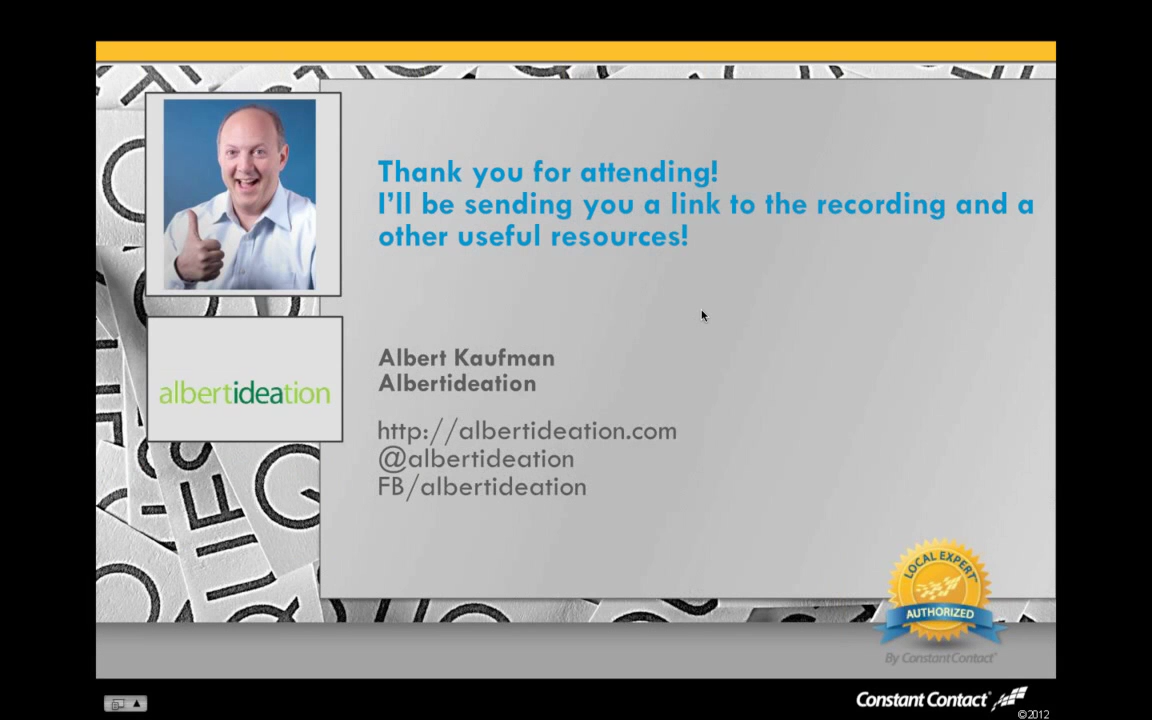 Thank you for attending!
I'll be sending you a link to the recording and a
other useful resources!
albertideation
Albert Kaufman
Albertideation
http://albertideation.com
@albertideation
FB/albertideation
LOCAL EXPERT
AUTHORIZED
By Constant Contact®
Constant Contact®
©2012